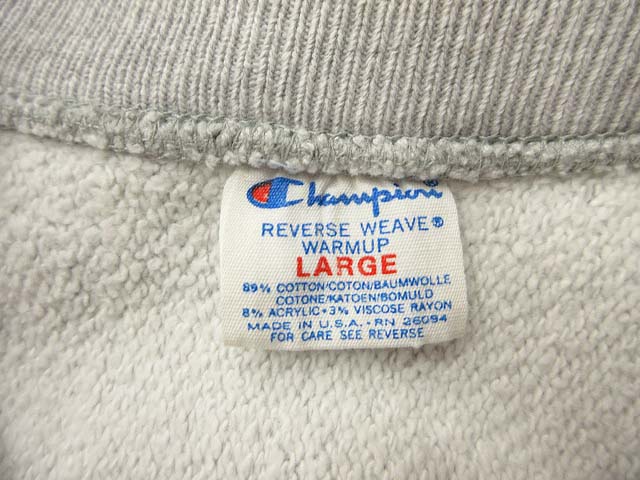 Champion®
REVERSE WEAVE®
WARMUP
LARGE
89% COTTON/COTON/BAUMWOLLE
COTONE/KATOEN/BOMULD
8% ACRYLIC • 3% VISCOSE RAYON
MADE IN U.S.A. - RN 26094
FOR CARE SEE REVERSE